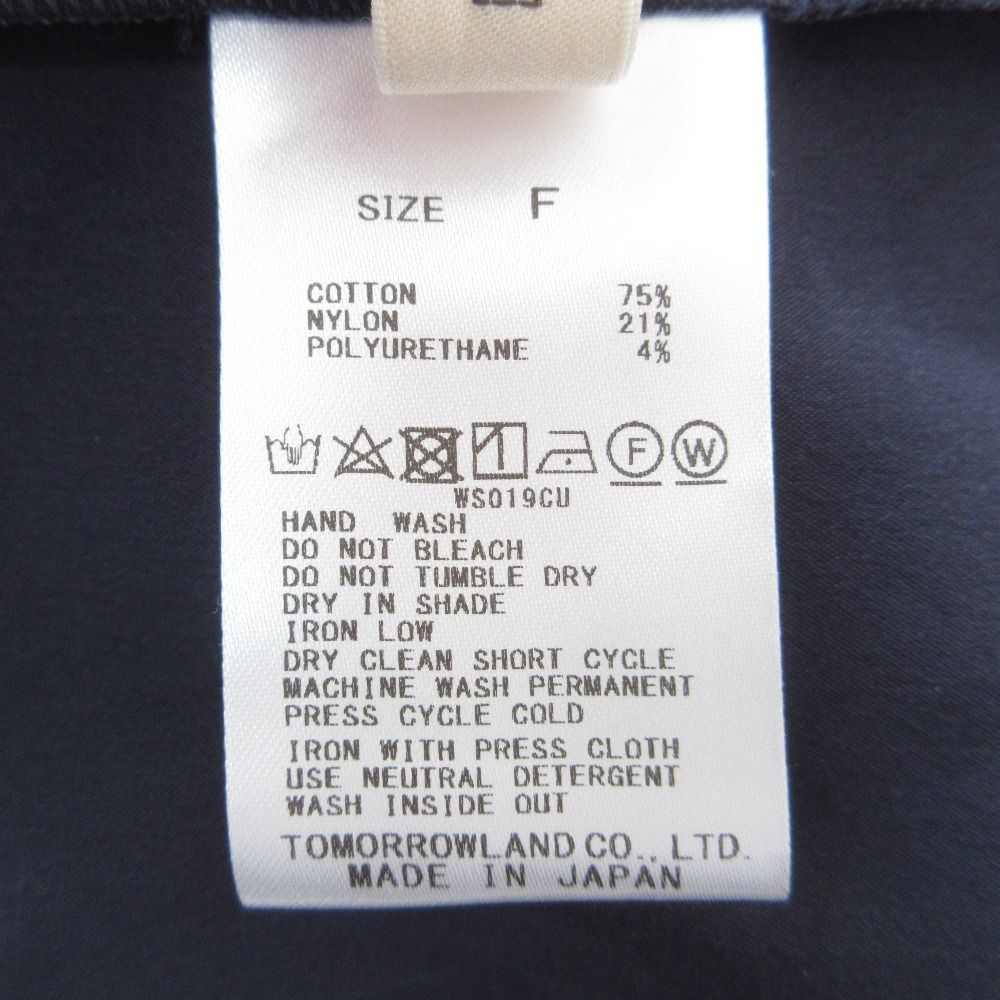 SIZE F
COTTON 75%
NYLON 21%
POLYURETHANE 4%
F W
WS019CU
HAND WASH
DO NOT BLEACH
DO NOT TUMBLE DRY
DRY IN SHADE
IRON LOW
DRY CLEAN SHORT CYCLE
MACHINE WASH PERMANENT
PRESS CYCLE COLD
IRON WITH PRESS CLOTH
USE NEUTRAL DETERGENT
WASH INSIDE OUT
TOMORROWLAND CO., LTD.
MADE IN JAPAN